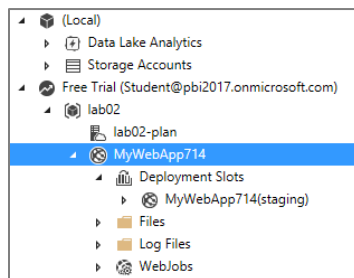 (Local)
Data Lake Analytics
Storage Accounts
Free Trial (Student@pbi2017.onmicrosoft.com)
lab02
lab02-plan
MyWebApp714
Deployment Slots
MyWebApp714(staging)
Files
Log Files
WebJobs